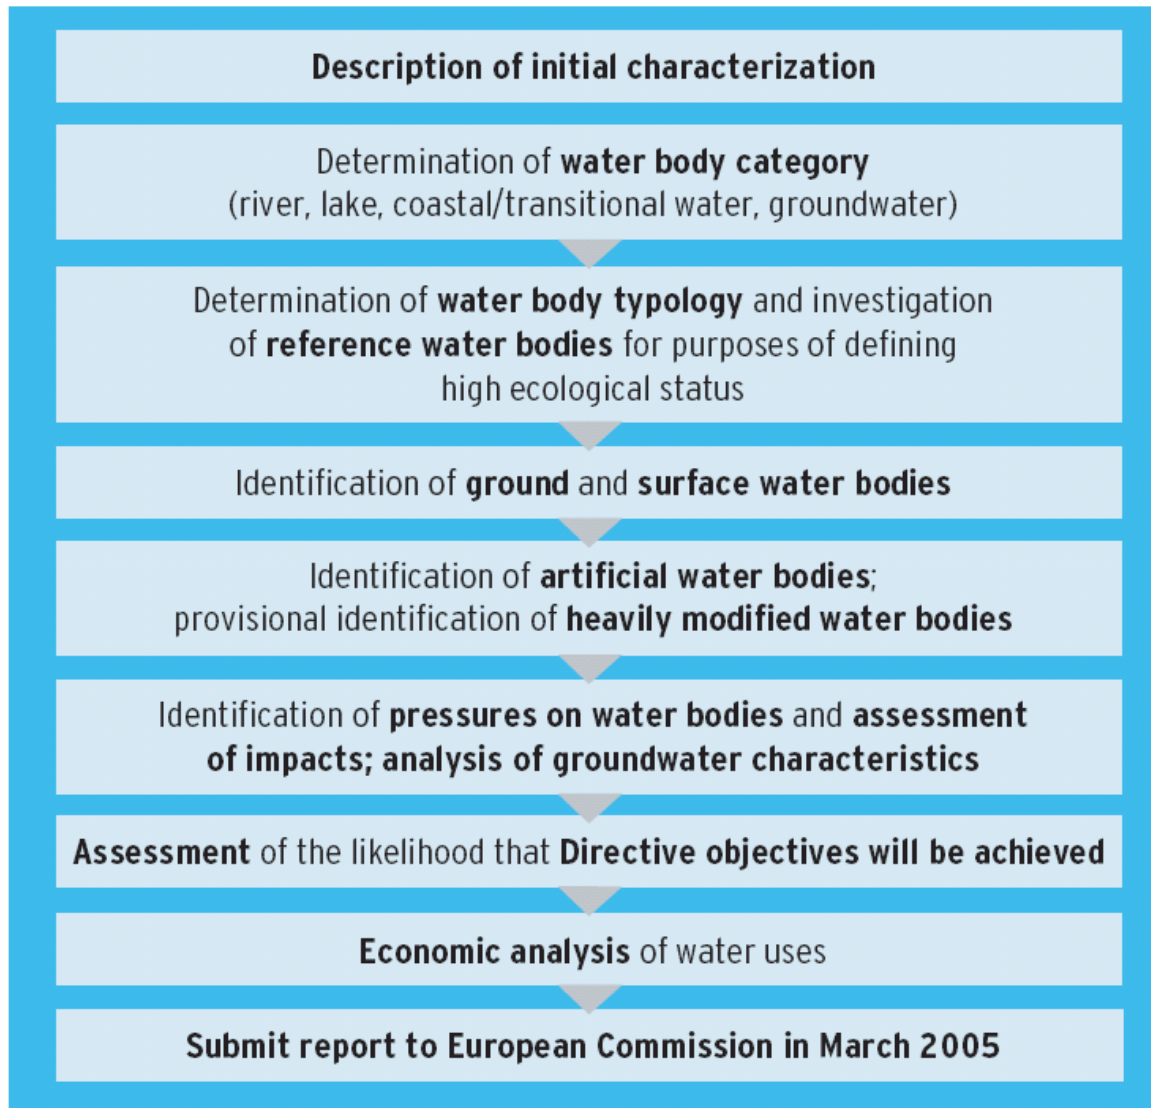 Description of initial characterization
Determination of water body category
(river, lake, coastal/transitional water, groundwater)
Determination of water body typology and investigation
of reference water bodies for purposes of defining
high ecological status
Identification of ground and surface water bodies
Identification of artificial water bodies;
provisional identification of heavily modified water bodies
Identification of pressures on water bodies and assessment
of impacts; analysis of groundwater characteristics
Assessment of the likelihood that Directive objectives will be achieved
Economic analysis of water uses
Submit report to European Commission in March 2005